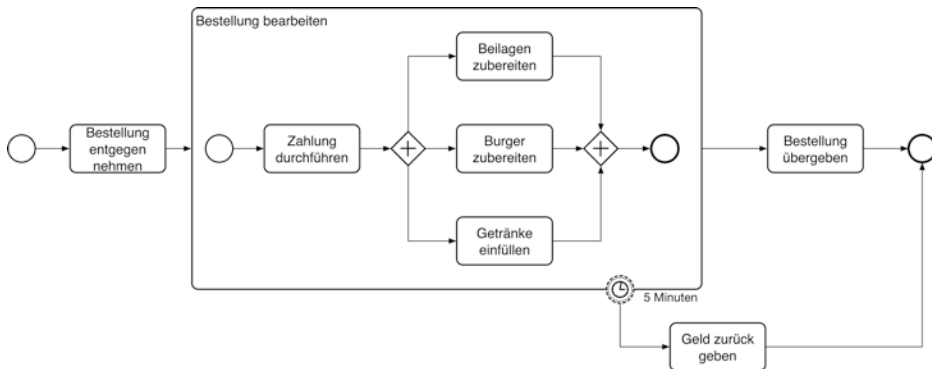 Bestellung bearbeiten
Beilagen
zubereiten
Bestellung
entgegen
nehmen
Zahlung
durchführen
Burger
zubereiten
Bestellung
übergeben
Getränke
einfüllen
5 Minuten
Geld zurück
geben